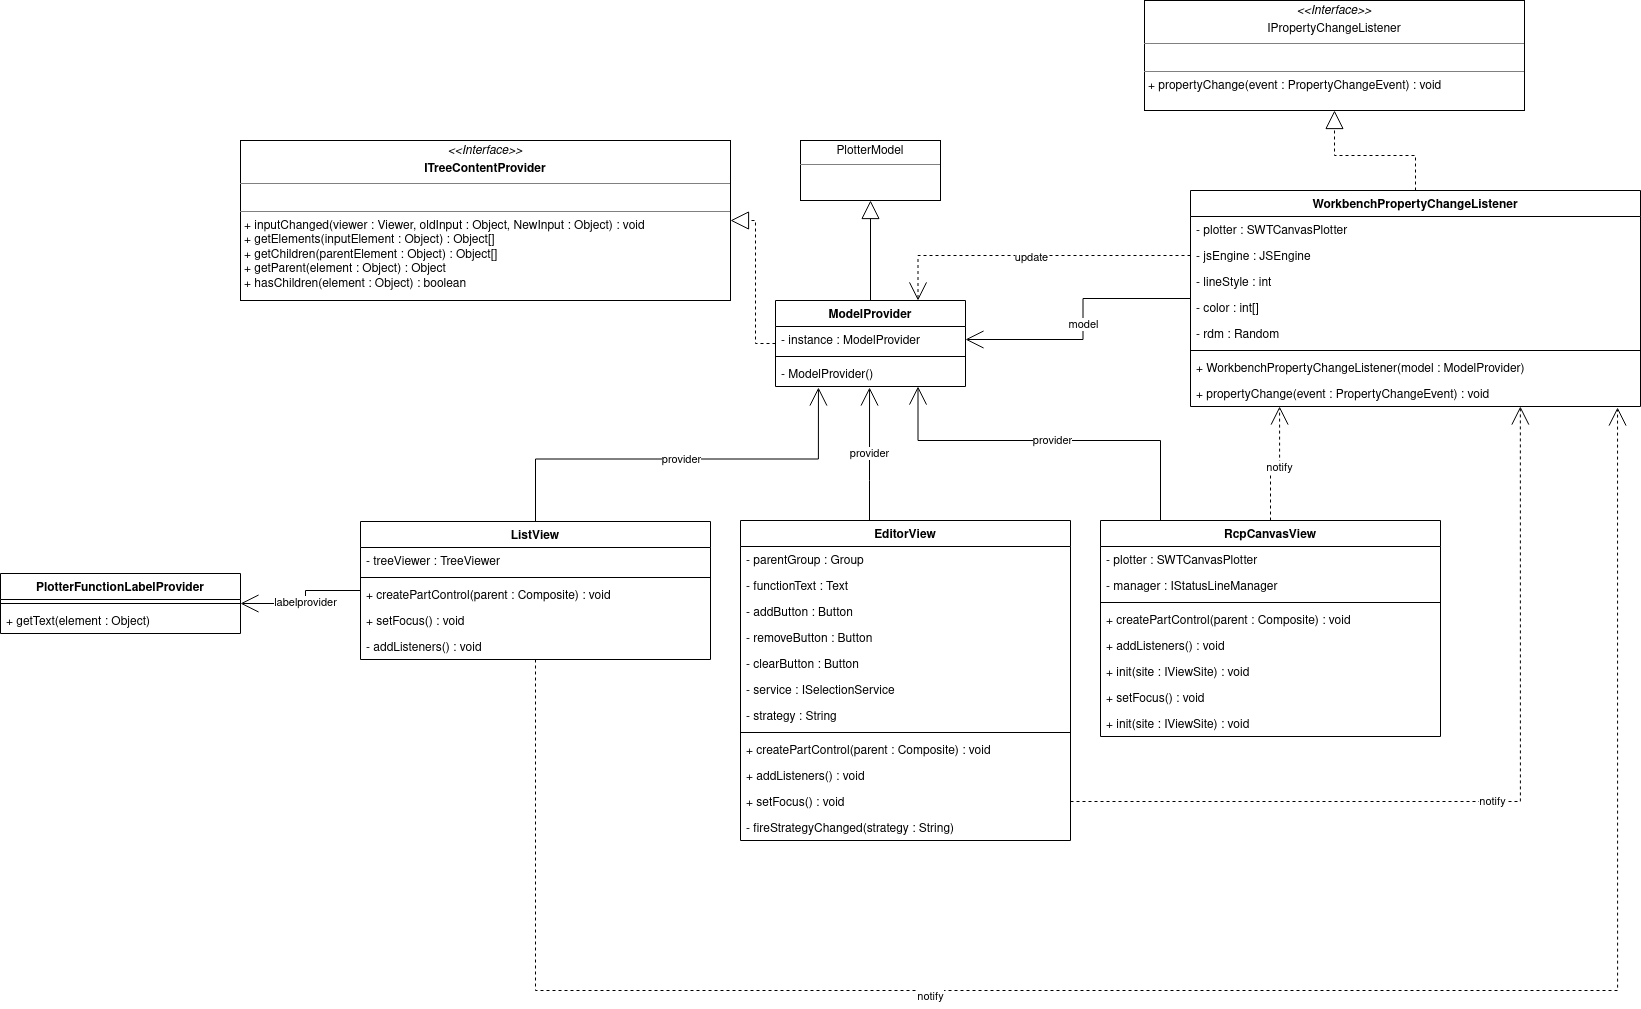 <<Interface>>
IPropertyChangeListener
+ propertyChange(event : PropertyChangeEvent) : void
<<Interface>>
ITreeContentProvider
+ inputChanged(viewer : Viewer, oldInput : Object, NewInput : Object) : void
+ getElements(inputElement : Object) : Object[]
+ getChildren(parentElement : Object) : Object[]
+ getParent(element : Object) : Object
+ hasChildren(element : Object) : boolean
PlotterModel
WorkbenchPropertyChangeListener
- plotter : SWTCanvasPlotter
- jsEngine : JSEngine
- lineStyle : int
- color : int[]
- rdm : Random
+ WorkbenchPropertyChangeListener(model : ModelProvider)
+ propertyChange(event : PropertyChangeEvent) : void
update
model
ModelProvider
- instance : ModelProvider
- ModelProvider()
provider
provider
provider
notify
PlotterFunctionLabelProvider
+ getText(element : Object)
labelprovider
ListView
- treeViewer : TreeViewer
+ createPartControl(parent : Composite) : void
+ setFocus() : void
- addListeners() : void
EditorView
- parentGroup : Group
- functionText : Text
- addButton : Button
- removeButton : Button
- clearButton : Button
- service : ISelectionService
- strategy : String
+ createPartControl(parent : Composite) : void
+ addListeners() : void
+ setFocus() : void
- fireStrategyChanged(strategy : String)
RcpCanvasView
- plotter : SWTCanvasPlotter
- manager : IStatusLineManager
+ createPartControl(parent : Composite) : void
+ addListeners() : void
+ init(site : IViewSite) : void
+ setFocus() : void
+ init(site : IViewSite) : void
notify
notify